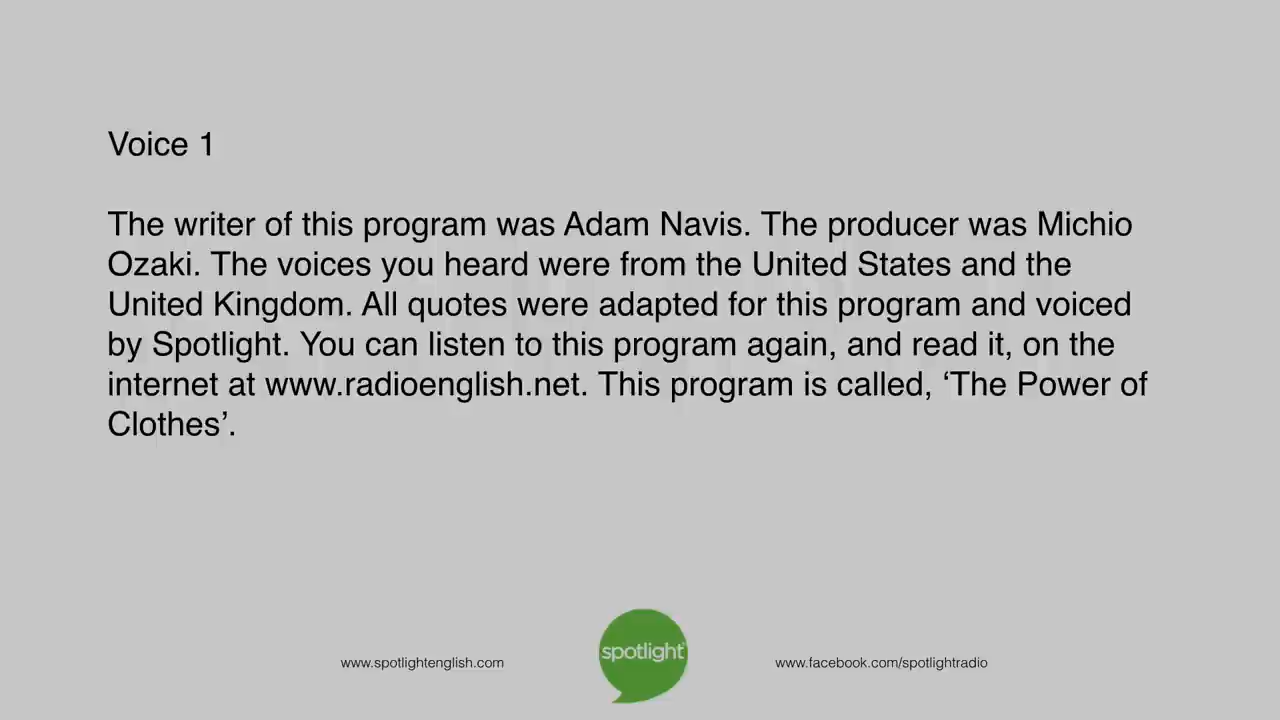 Voice 1
The writer of this program was Adam Navis. The producer was Michio
Ozaki. The voices you heard were from the United States and the
United Kingdom. All quotes were adapted for this program and voiced
by Spotlight. You can listen to this program again, and read it, on the
internet at www.radioenglish.net. This program is called, ‘The Power of
Clothes’.
www.spotlightenglish.com
spotlight
www.facebook.com/spotlightradio